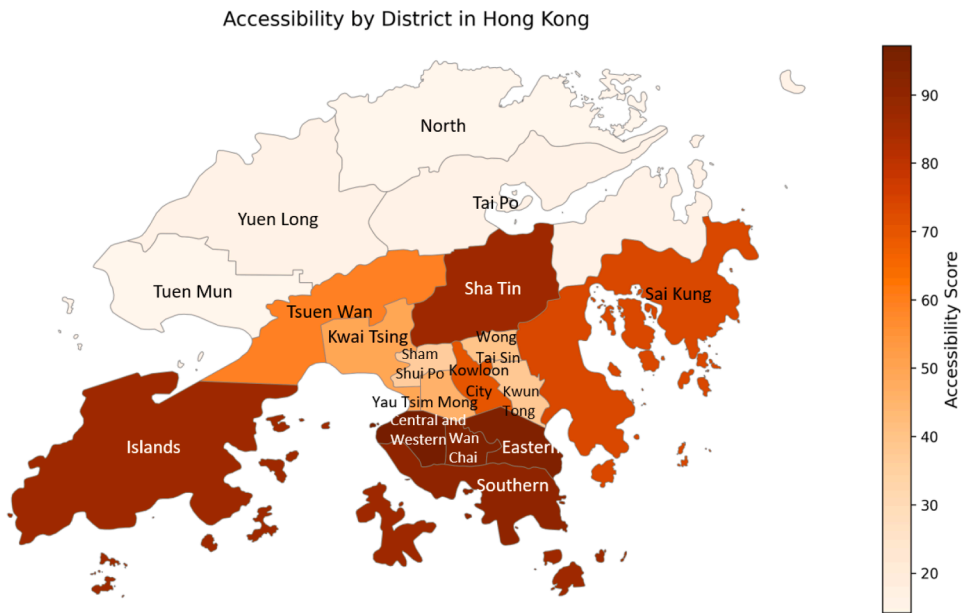 Accessibility by District in Hong Kong
North
Tai Po
Yuen Long
Tuen Mun
Sha Tin
Sai Kung
Tsuen Wan
Kwai Tsing
Wong
Tai Sin
Sham
Shui Po
Kowloon
City
Kwun
Tong
Yau Tsim Mong
Central and
Western
Wan
Chai
Eastern
Islands
Southern
90
80
70
60
50
40
30
20
Accessibility Score